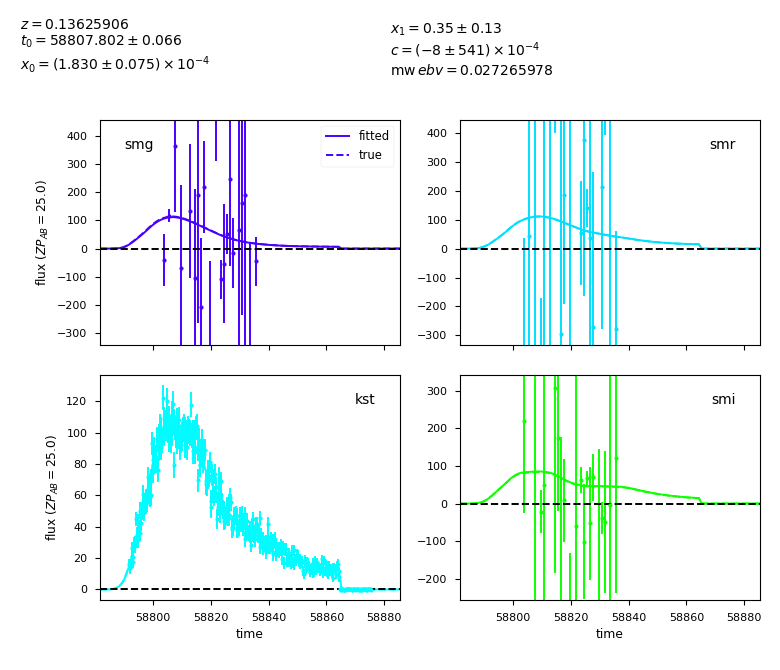 z = 0.13625906
t₀ = 58807.802 ± 0.066
x₀ = (1.830 ± 0.075) × 10⁻⁴
x₁ = 0.35 ± 0.13
c = (−8 ± 541) × 10⁻⁴
mw ebv = 0.027265978
smg
fitted
true
400
300
200
100
0
−100
−200
−300
flux (ZP_AB = 25.0)
smr
400
300
200
100
0
−100
−200
−300
kst
120
100
80
60
40
20
0
flux (ZP_AB = 25.0)
58800
58820
58840
58860
58880
time
smi
300
200
100
0
−100
−200
58800
58820
58840
58860
58880
time